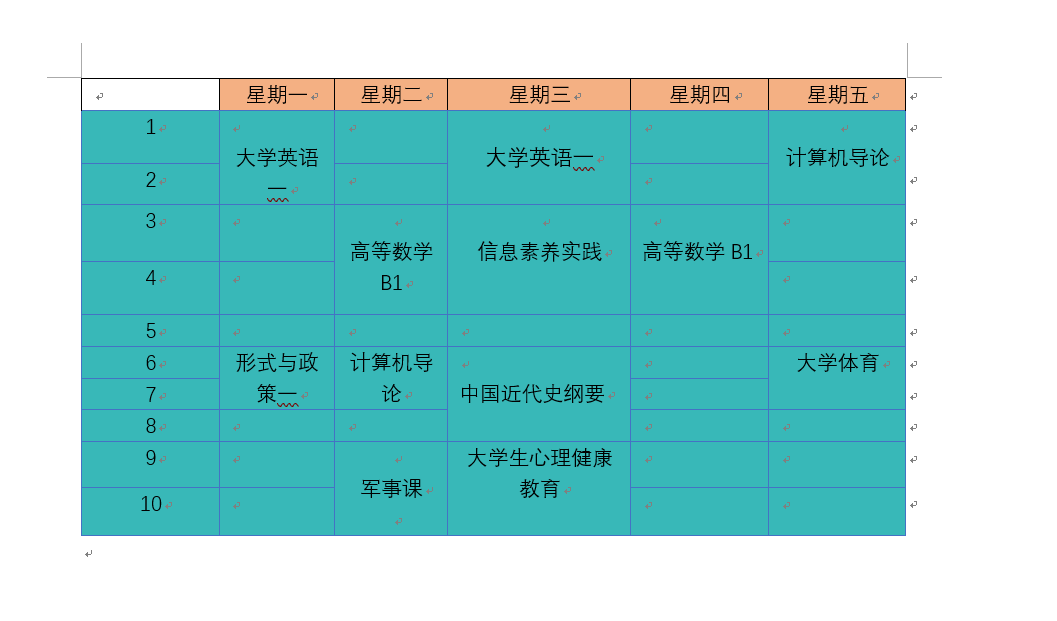 星期一 星期二 星期三 星期四 星期五
1
大学英语一
大学英语一
计算机导论
2
3
高等数学B1
信息素养实践
高等数学 B1
4
5
6
形式与政策一
计算机导论
中国近代史纲要
大学体育
7
8
9
军事课
大学生心理健康教育
10